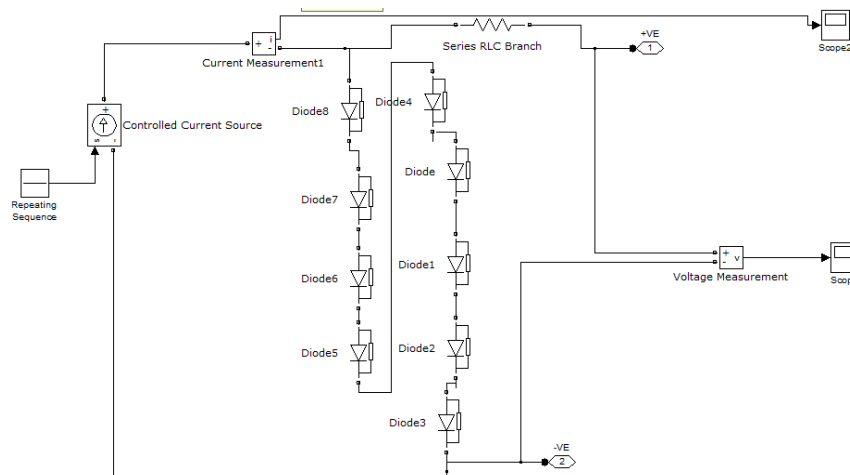 +VE
1
Series RLC Branch
Scope2
i
+
-
Current Measurement1
Diode4
Diode8
+
s
-
Controlled Current Source
Diode
Repeating
Sequence
Diode7
Diode1
+
-
v
Voltage Measurement
Scop
Diode6
Diode5
Diode2
Diode3
-VE
2